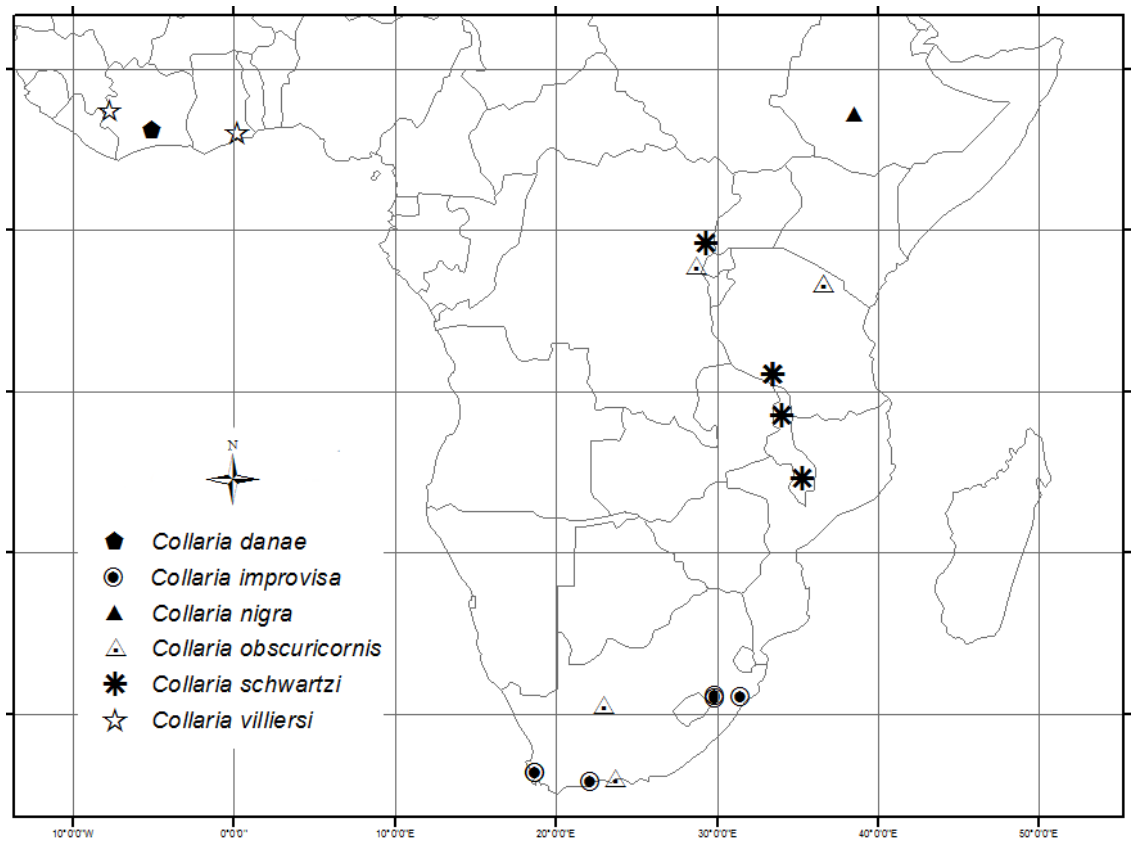 N
Collaria danae
Collaria improvisa
Collaria nigra
Collaria obscuricornis
Collaria schwartzi
Collaria villiersi
10°0'0"W 0°0'0" 10°0'0"E 20°0'0"E 30°0'0"E 40°0'0"E 50°0'0"E